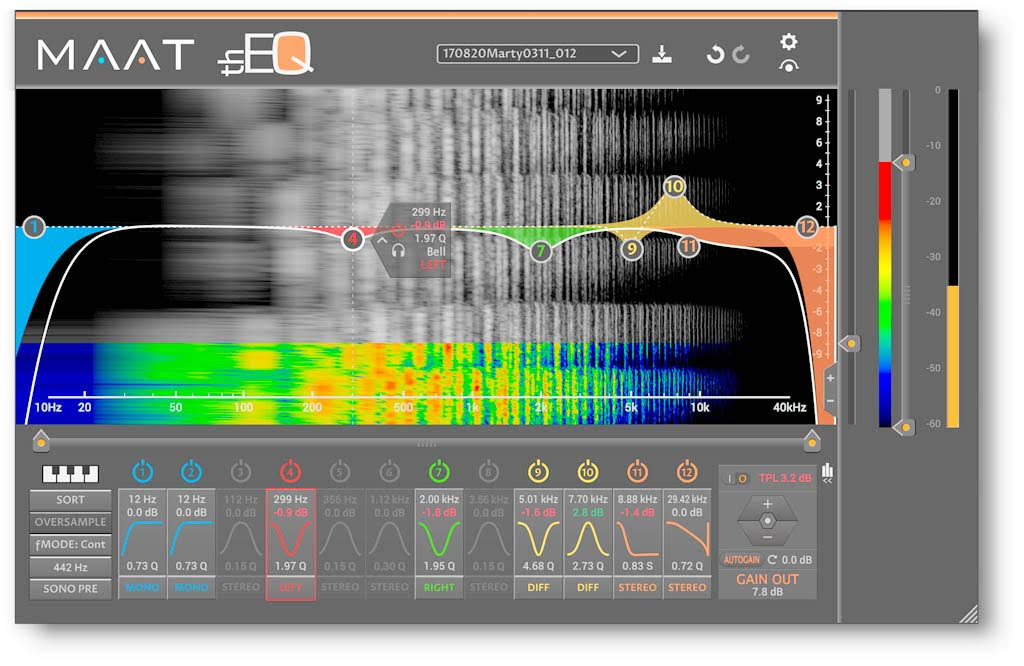 MAAT thEQ
170820Marty0311_012
9
8
6
4
3
2
-2
-3
-4
-6
-8
-9
1 4 7 9 10 11 12
299 Hz
-0.9 dB
1.97 Q
Bell
LEFT
10Hz 20 50 100 200 500 1k 2k 5k 10k 40kHz
+
−
0
-10
-20
-30
-40
-50
-60
1 2 3 4 5 6 7 8 9 10 11 12
SORT
OVERSAMPLE
ƒMODE: Cont
442 Hz
SONO PRE
12 Hz 12 Hz 112 Hz 299 Hz 356 Hz 1.12 kHz 2.00 kHz 3.56 kHz 5.01 kHz 7.70 kHz 8.88 kHz 29.42 kHz
0.0 dB 0.0 dB 0.0 dB -0.9 dB 0.0 dB 0.0 dB -1.8 dB 0.0 dB -1.6 dB 2.8 dB -1.4 dB 0.0 dB
0.73 Q 0.73 Q 0.15 Q 1.97 Q 0.15 Q 0.30 Q 1.95 Q 0.15 Q 4.68 Q 2.73 Q 0.83 S 0.72 Q
MONO MONO STEREO LEFT STEREO STEREO RIGHT STEREO DIFF DIFF STEREO STEREO
I O TPL 3.2 dB
+
−
AUTOGAIN 0.0 dB
GAIN OUT
7.8 dB
<<